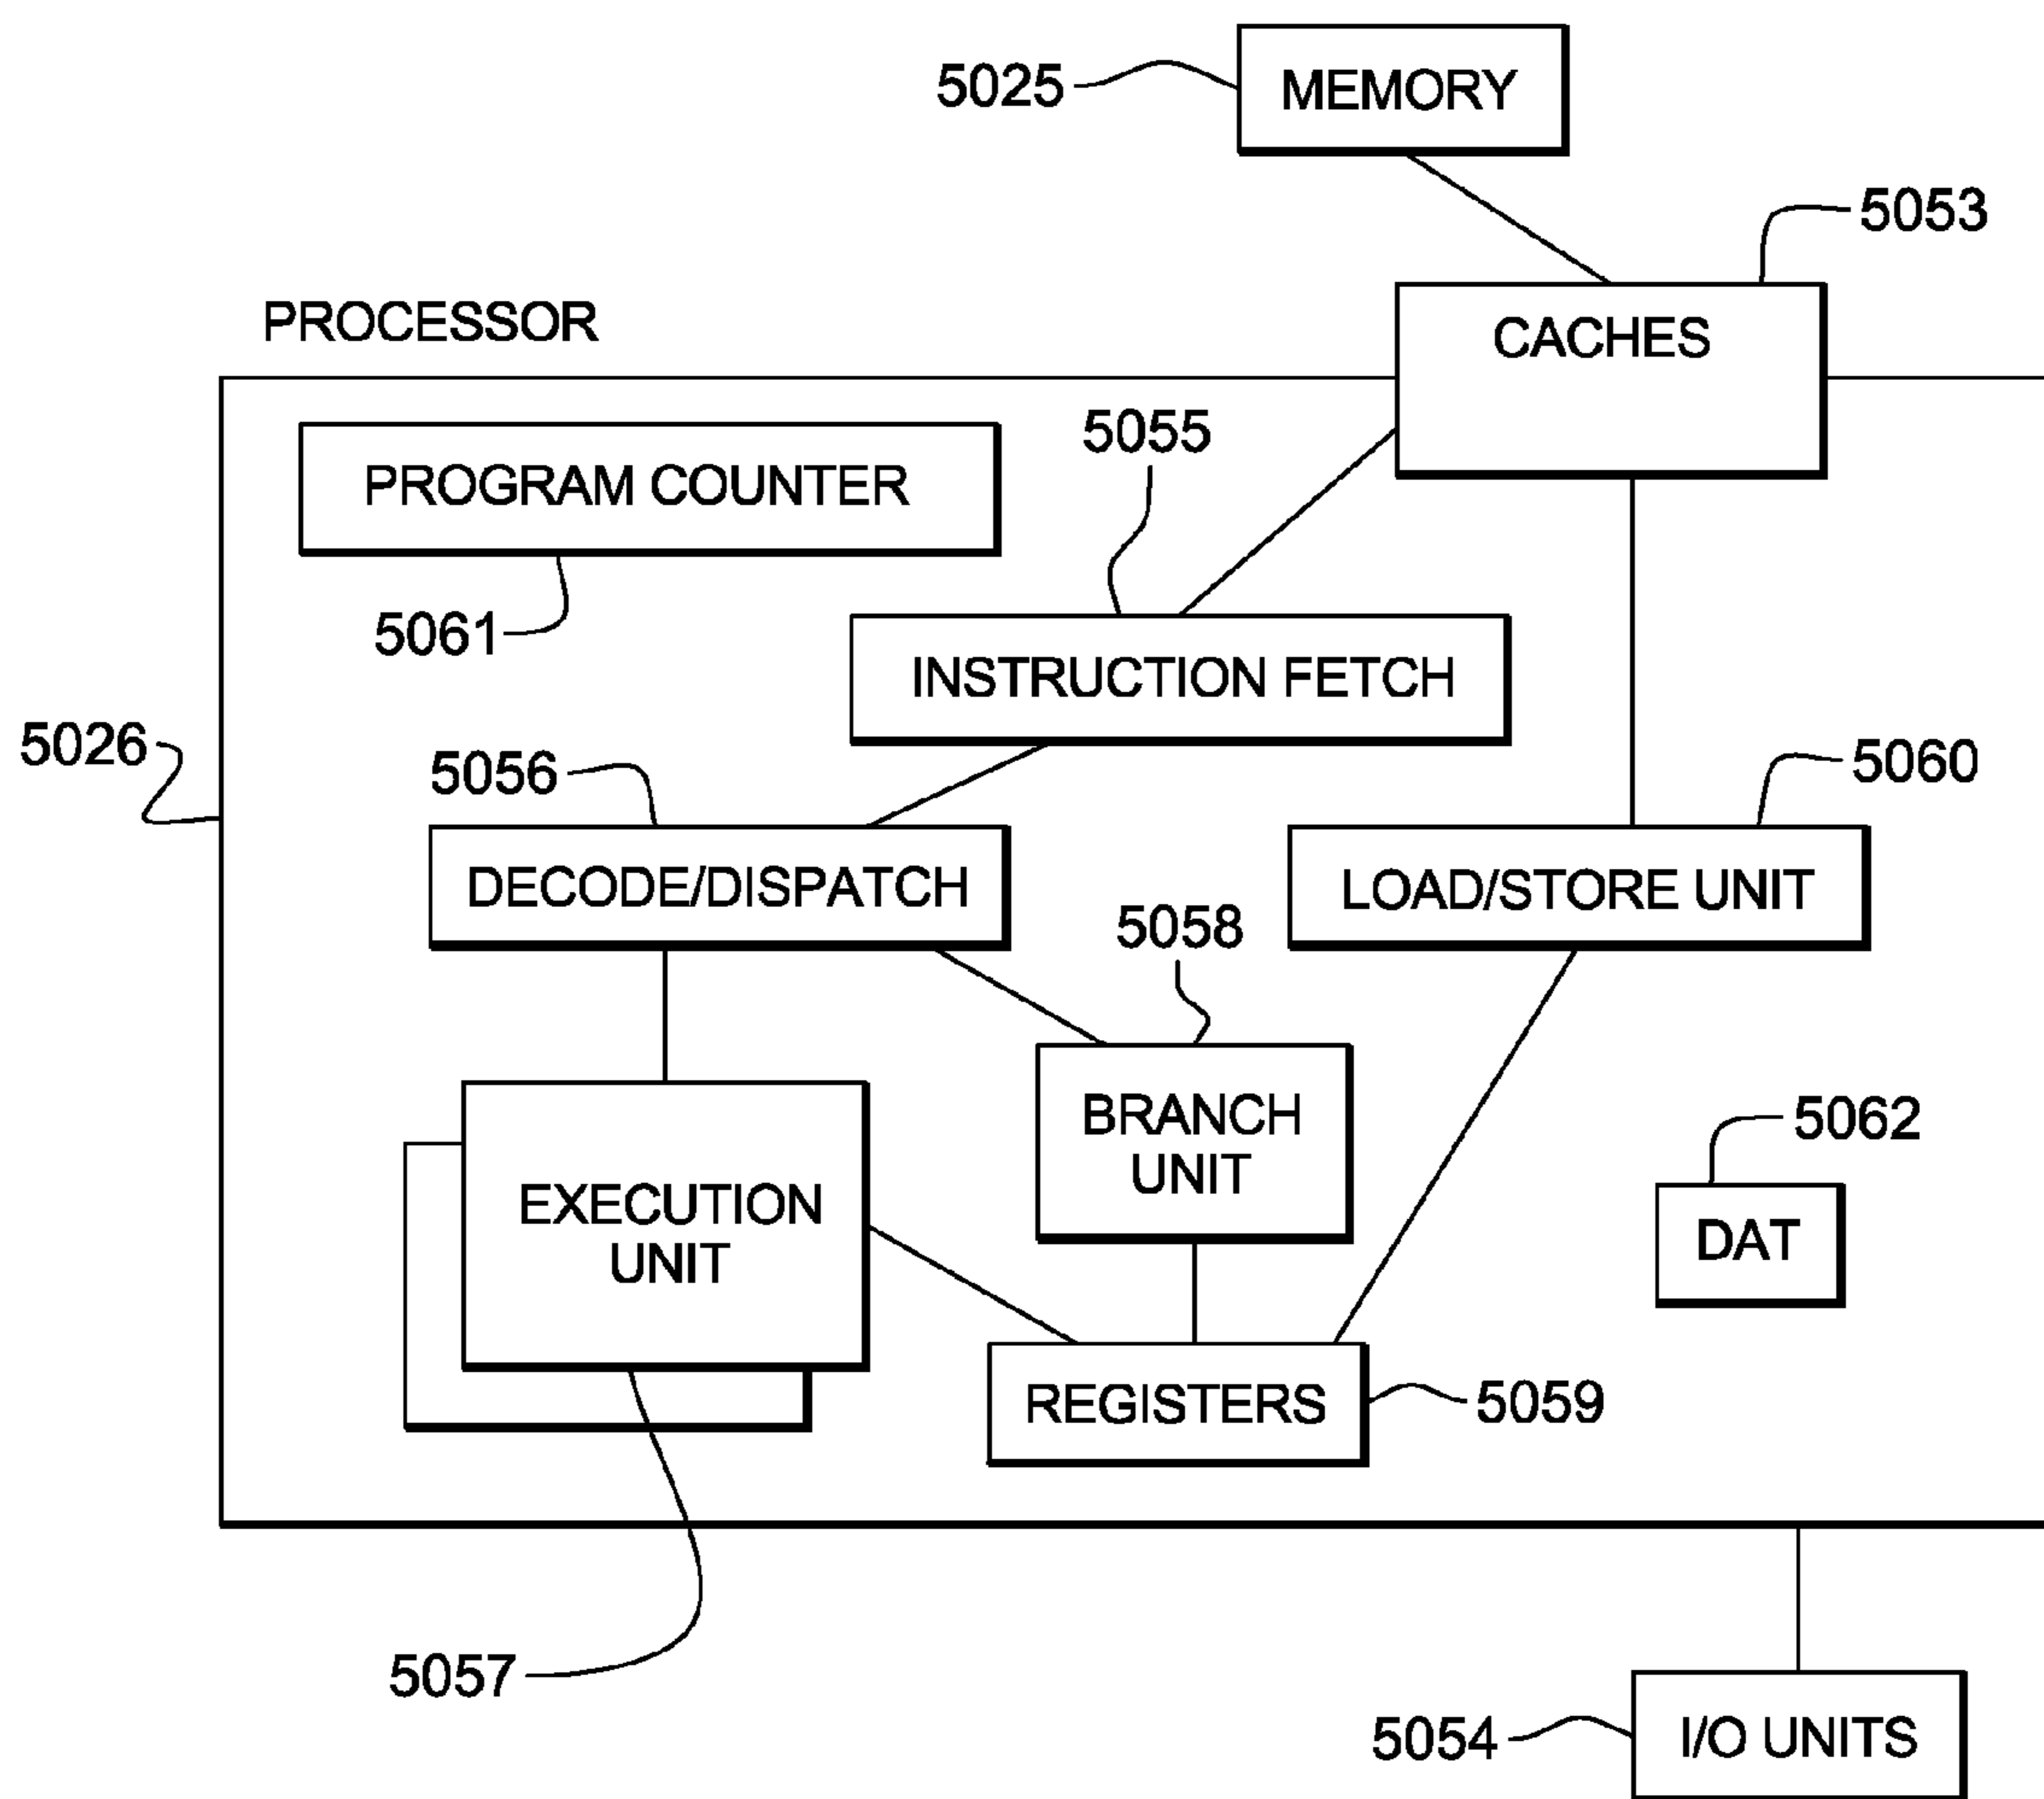 MEMORY
5025
5053
PROCESSOR
CACHES
5055
PROGRAM COUNTER
5061
INSTRUCTION FETCH
5026
5056
5060
DECODE/DISPATCH
LOAD/STORE UNIT
5058
BRANCH
UNIT
5062
EXECUTION
UNIT
DAT
REGISTERS
5059
5057
5054
I/O UNITS